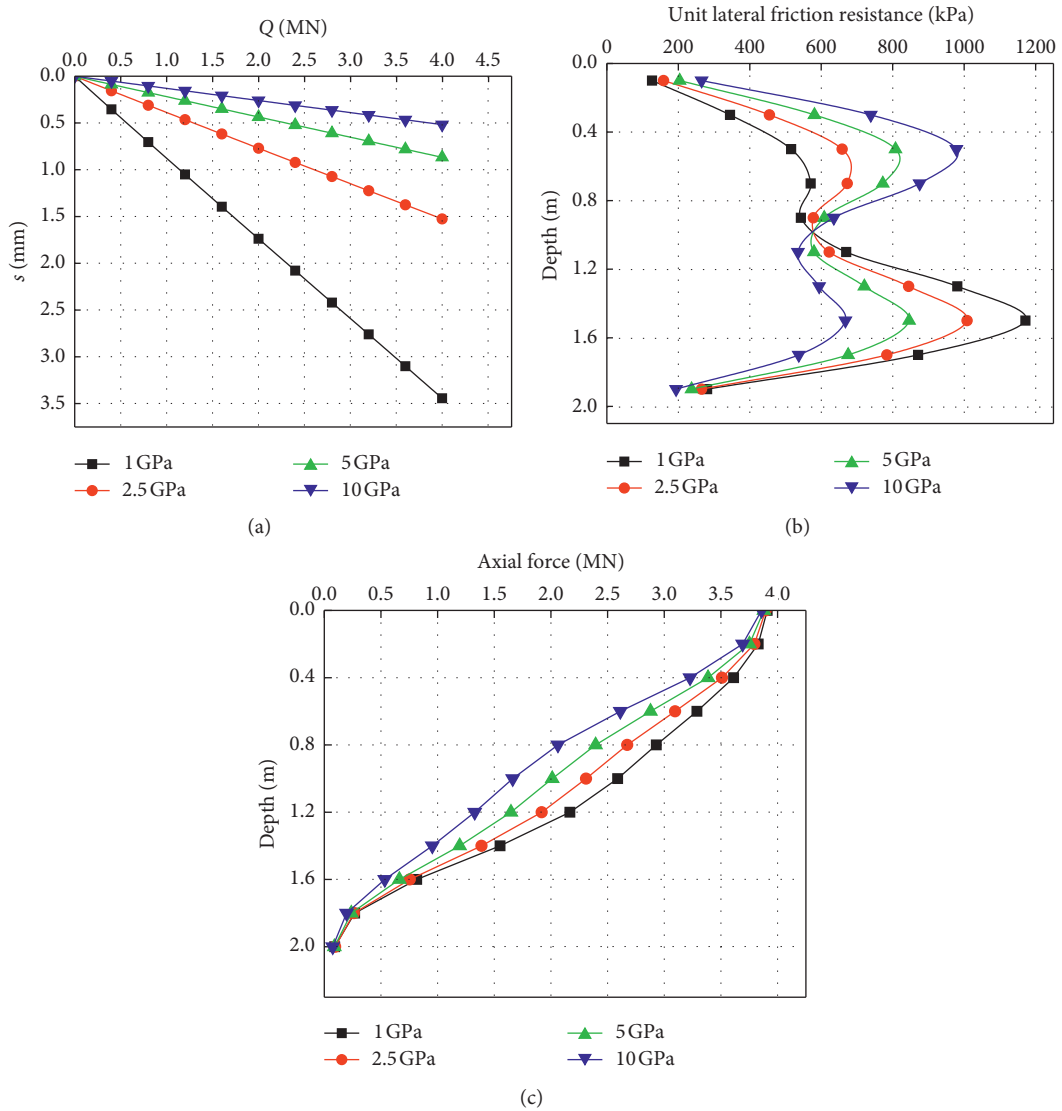 Q (MN)
0.0 0.5 1.0 1.5 2.0 2.5 3.0 3.5 4.0 4.5
0.0
0.5
1.0
1.5
2.0
2.5
3.0
3.5
s (mm)
1 GPa
2.5 GPa
5 GPa
10 GPa
(a)
Unit lateral friction resistance (kPa)
0 200 400 600 800 1000 1200
0.0
0.3
0.8
1.2
1.6
2.0
Depth (m)
1 GPa
2.5 GPa
5 GPa
10 GPa
(b)
Axial force (MN)
0.0 0.5 1.0 1.5 2.0 2.5 3.0 3.5 4.0
0.0
0.4
0.8
1.2
1.6
2.0
Depth (m)
1 GPa
2.5 GPa
5 GPa
10 GPa
(c)